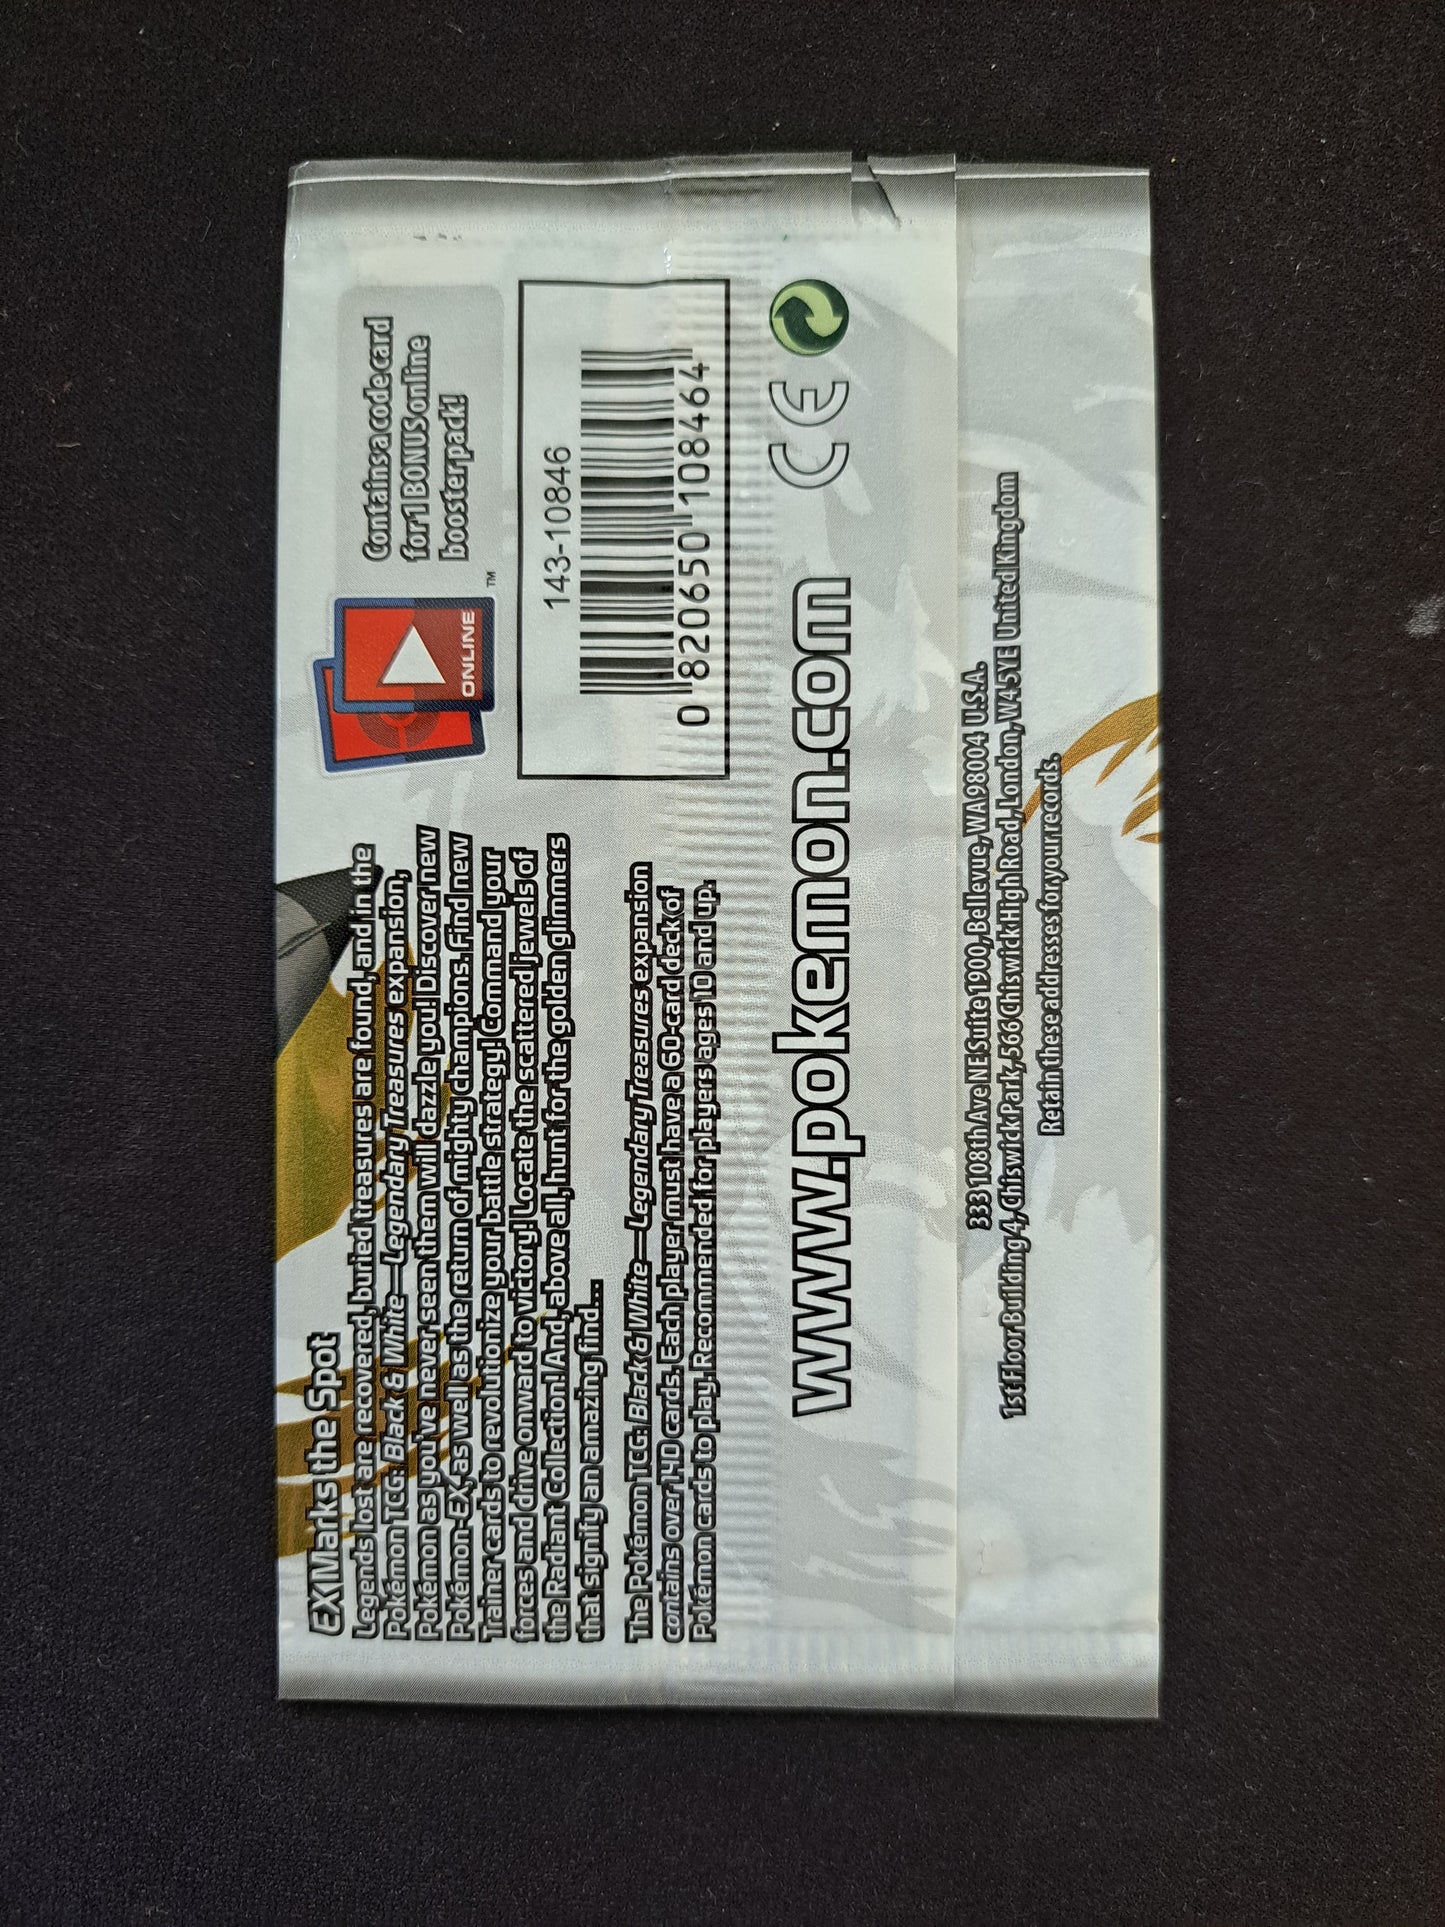 EX Marks the Spot
Legends lost are recovered, buried treasures are found, and in the
Pokémon TCG: Black & White—Legendary Treasures expansion,
Pokémon as you've never seen them will dazzle you! Discover new
Pokémon-EX, as well as the return of mighty champions. Find new
Trainer cards to revolutionize your battle strategy! Command your
forces and drive onward to victory! Locate the scattered jewels of
the Radiant Collection! And, above all, hunt for the golden glimmers
that signify an amazing find...
The Pokémon TCG: Black & White—Legendary Treasures expansion
contains over 140 cards. Each player must have a 60-card deck of
Pokémon cards to play. Recommended for players ages 10 and up.
ONLINE
TM
Contains a code card
for 1 BONUS online
booster pack!
143-10846
0 820650 108464
www.pokemon.com
CE
333 108th Ave NE Suite 1900, Bellevue, WA 98004 U.S.A.
1st Floor Building 4, Chiswick Park, 566 Chiswick High Road, London, W4 5YE United Kingdom
Retain these addresses for your records.